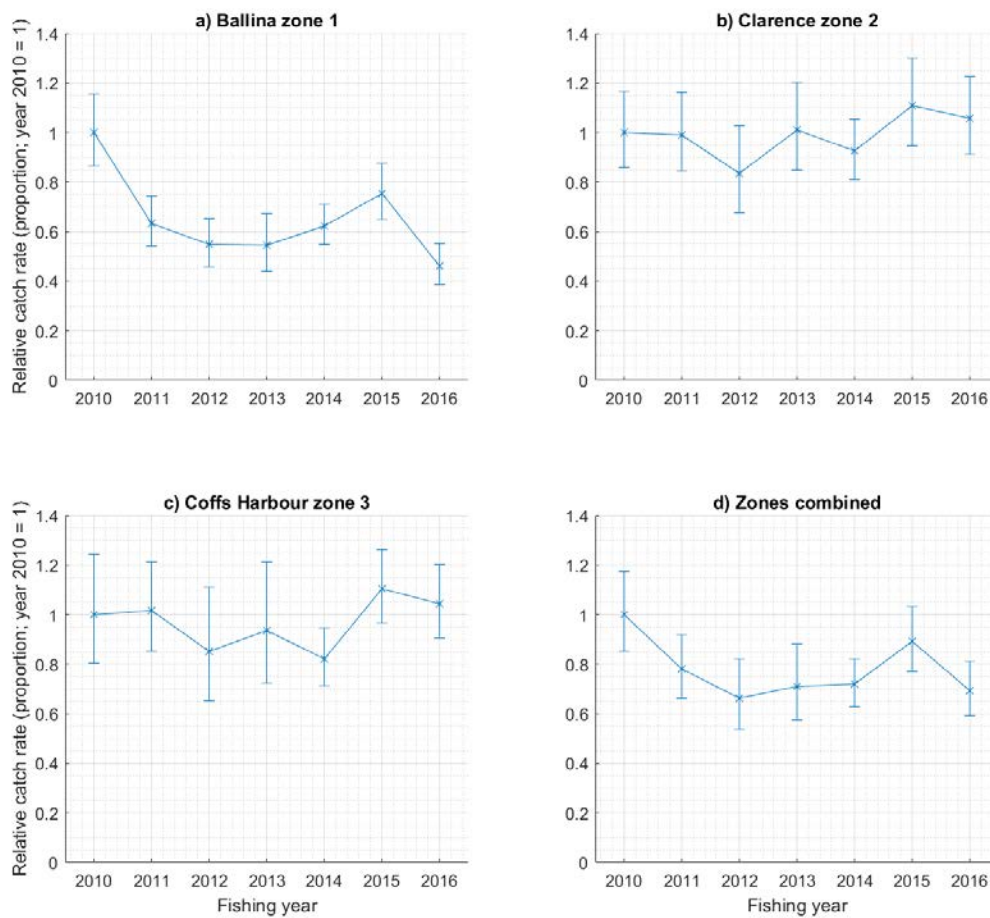 a) Ballina zone 1
Relative catch rate (proportion; year 2010 = 1)
1.4
1.2
1
0.8
0.6
0.4
0.2
0
2010 2011 2012 2013 2014 2015 2016
b) Clarence zone 2
1.4
1.2
1
0.8
0.6
0.4
0.2
0
2010 2011 2012 2013 2014 2015 2016
c) Coffs Harbour zone 3
Relative catch rate (proportion; year 2010 = 1)
1.4
1.2
1
0.8
0.6
0.4
0.2
0
2010 2011 2012 2013 2014 2015 2016
Fishing year
d) Zones combined
1.4
1.2
1
0.8
0.6
0.4
0.2
0
2010 2011 2012 2013 2014 2015 2016
Fishing year